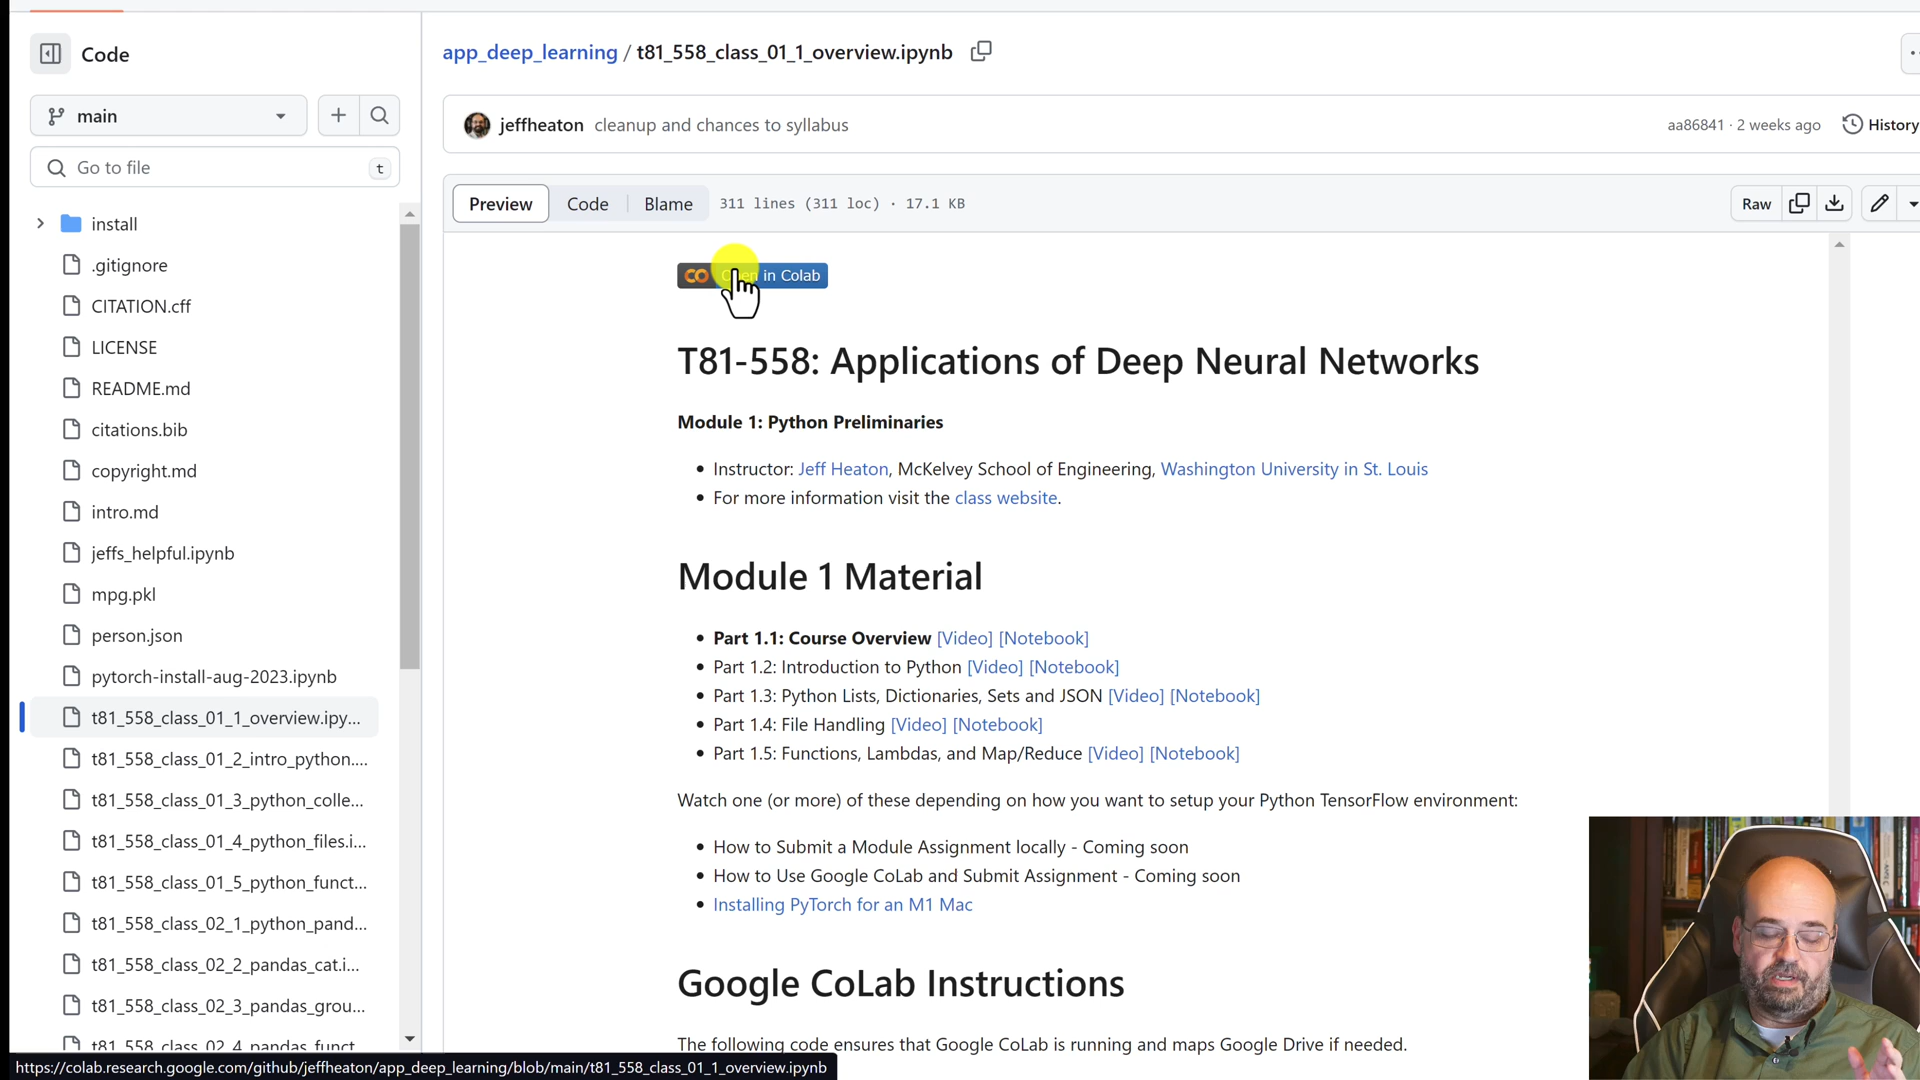 Code
app_deep_learning / t81_558_class_01_1_overview.ipynb
main
Go to file
t
jeffheaton cleanup and chances to syllabus
aa86841 · 2 weeks ago
History
Preview
Code
Blame
311 lines (311 loc) · 17.1 KB
Raw
install
.gitignore
CITATION.cff
LICENSE
README.md
citations.bib
copyright.md
intro.md
jeffs_helpful.ipynb
mpg.pkl
person.json
pytorch-install-aug-2023.ipynb
t81_558_class_01_1_overview.ipy...
t81_558_class_01_2_intro_python....
t81_558_class_01_3_python_colle...
t81_558_class_01_4_python_files.i...
t81_558_class_01_5_python_funct...
t81_558_class_02_1_python_pand...
t81_558_class_02_2_pandas_cat.i...
t81_558_class_02_3_pandas_grou...
t81_558_class_02_4_pandas_funct
CO Open in Colab
T81-558: Applications of Deep Neural Networks
Module 1: Python Preliminaries
• Instructor: Jeff Heaton, McKelvey School of Engineering, Washington University in St. Louis
• For more information visit the class website.
Module 1 Material
• Part 1.1: Course Overview [Video] [Notebook]
• Part 1.2: Introduction to Python [Video] [Notebook]
• Part 1.3: Python Lists, Dictionaries, Sets and JSON [Video] [Notebook]
• Part 1.4: File Handling [Video] [Notebook]
• Part 1.5: Functions, Lambdas, and Map/Reduce [Video] [Notebook]
Watch one (or more) of these depending on how you want to setup your Python TensorFlow environment:
• How to Submit a Module Assignment locally - Coming soon
• How to Use Google CoLab and Submit Assignment - Coming soon
• Installing PyTorch for an M1 Mac
Google CoLab Instructions
The following code ensures that Google CoLab is running and maps Google Drive if needed.
https://colab.research.google.com/github/jeffheaton/app_deep_learning/blob/main/t81_558_class_01_1_overview.ipynb